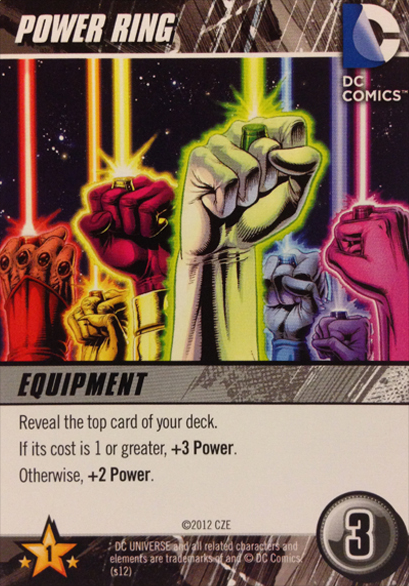 POWER RING
DC
COMICS™
EQUIPMENT
Reveal the top card of your deck.
If its cost is 1 or greater, +3 Power.
Otherwise, +2 Power.
©2012 CZE
1
DC UNIVERSE and all related characters and
elements are trademarks of and © DC Comics.
(s12)
3